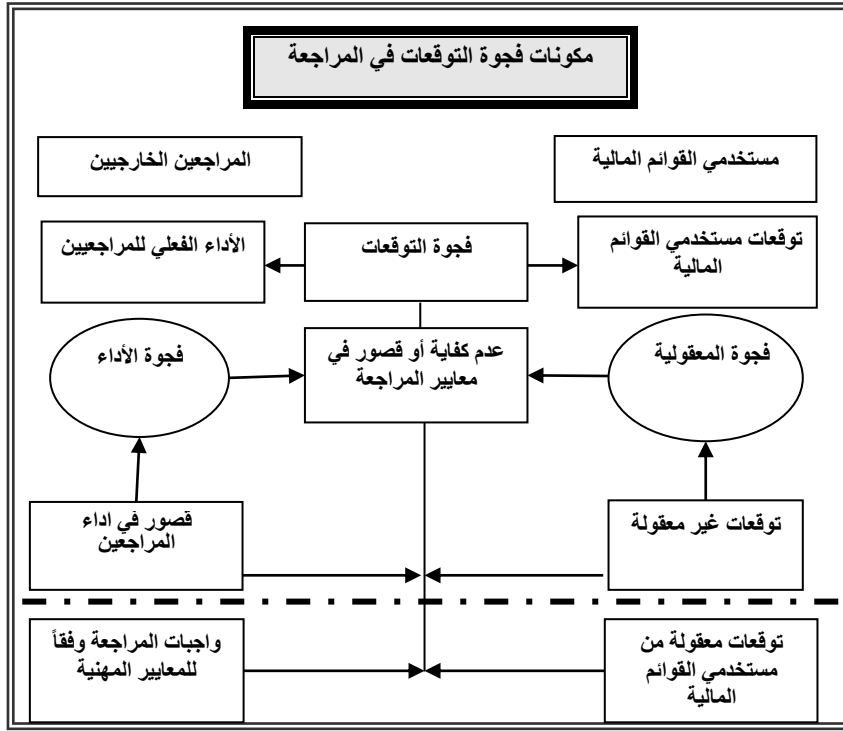 مكونات فجوة التوقعات في المراجعة
مستخدمي القوائم المالية
المراجعين الخارجيين
توقعات مستخدمي القوائم
المالية
فجوة التوقعات
الأداء الفعلي للمراجعيين
فجوة المعقولية
عدم كفاية أو قصور في
معايير المراجعة
فجوة الأداء
توقعات غير معقولة
قصور في اداء
المراجعين
توقعات معقولة من
مستخدمي القوائم
المالية
واجبات المراجعة وفقاً
للمعايير المهنية